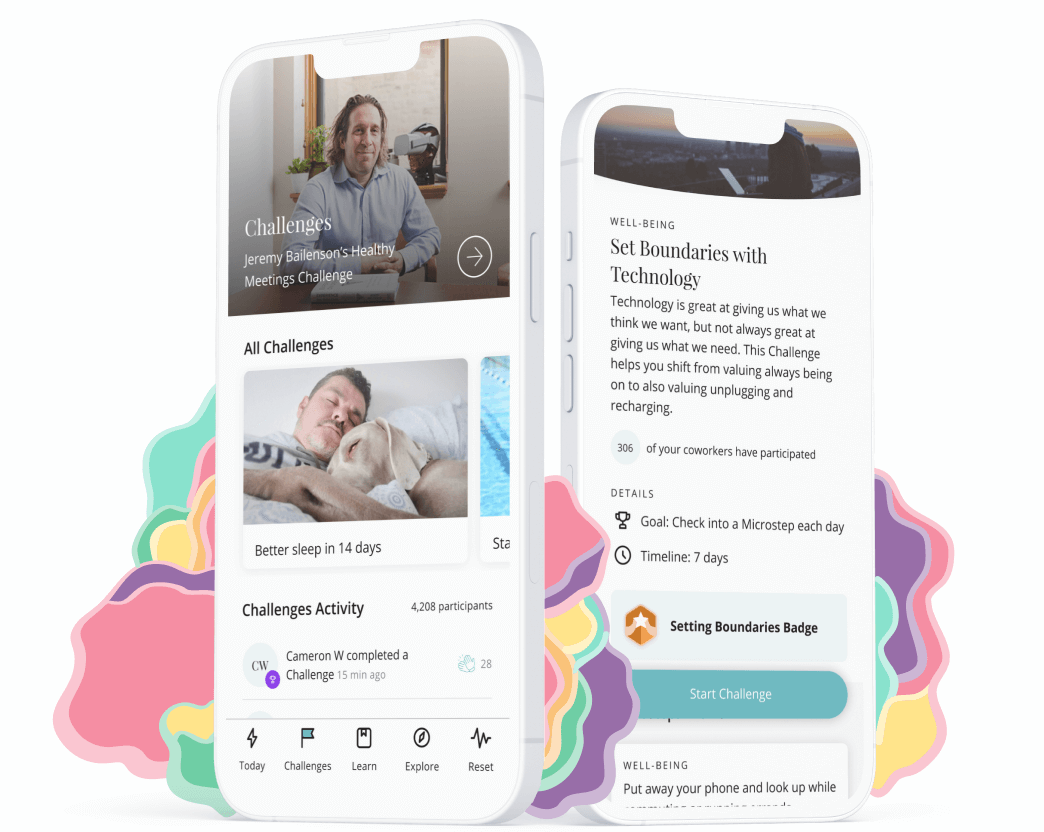 Challenges
Jeremy Bailenson's Healthy
Meetings Challenge
All Challenges
Better sleep in 14 days
Sta
Challenges Activity
4,208 participants
CW
Cameron W completed a
Challenge 15 min ago
28
Today
Challenges
Learn
Explore
Reset
WELL-BEING
Set Boundaries with
Technology
Technology is great at giving us what we
think we want, but not always great at
giving us what we need. This Challenge
helps you shift from valuing always being
on to also valuing unplugging and
recharging.
306 of your coworkers have participated
DETAILS
Goal: Check into a Microstep each day
Timeline: 7 days
Setting Boundaries Badge
Start Challenge
WELL-BEING
Put away your phone and look up while